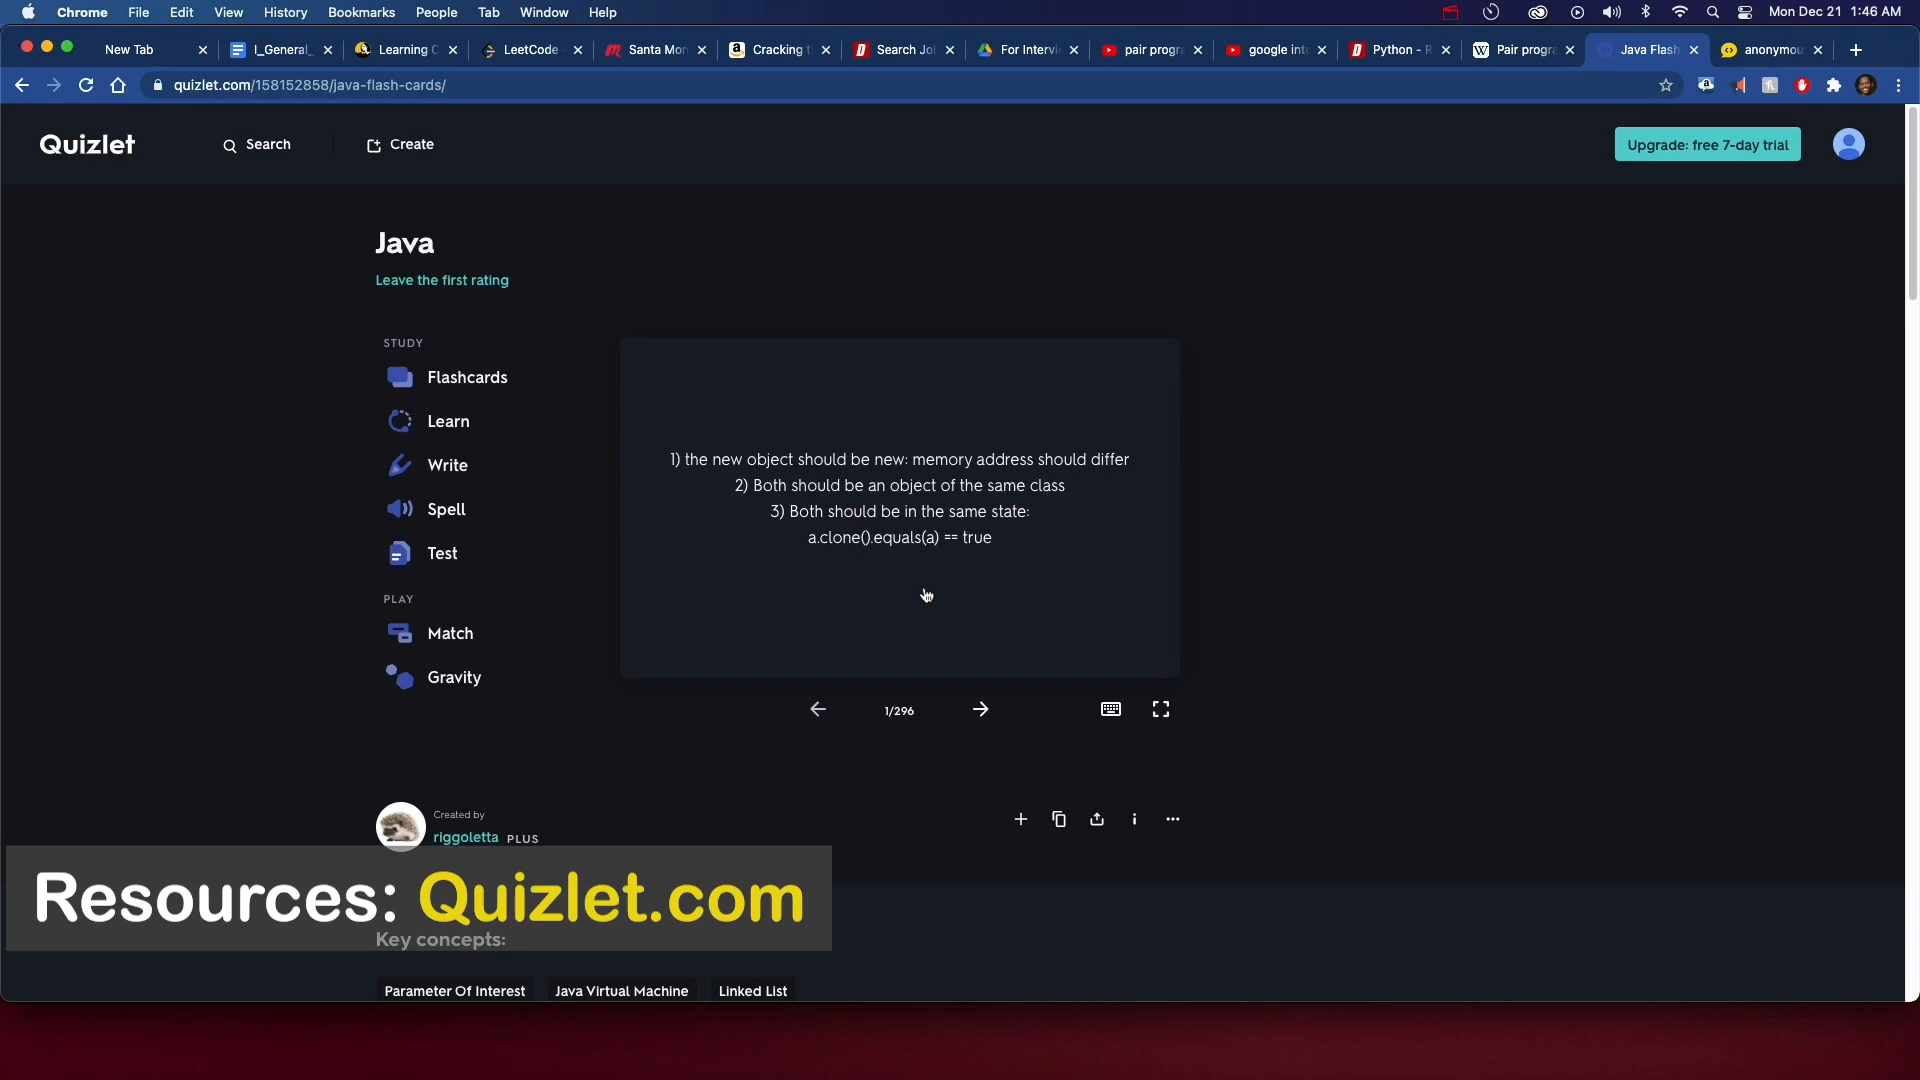 Chrome File Edit View History Bookmarks People Tab Window Help Mon Dec 21 1:46 AM
New Tab I_General_ Learning C LeetCode Santa Mon Cracking t Search Jo For Intervi pair progra google int Python - R Pair progra Java Flash anonymou
quizlet.com/158152858/java-flash-cards/
Quizlet Search Create Upgrade: free 7-day trial
Java
Leave the first rating
STUDY
Flashcards
Learn
Write
Spell
Test
PLAY
Match
Gravity
1) the new object should be new: memory address should differ
2) Both should be an object of the same class
3) Both should be in the same state:
a.clone().equals(a) == true
1/296
Created by
riggoletta PLUS
Resources: Quizlet.com
Key concepts:
Parameter Of Interest Java Virtual Machine Linked List